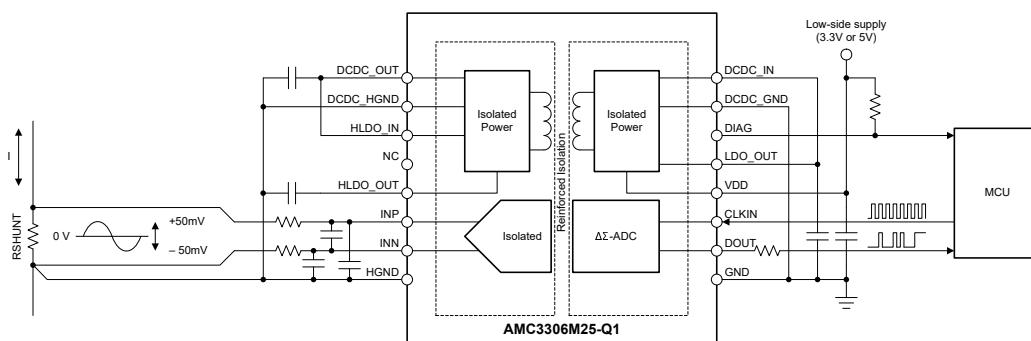 Low-side supply
(3.3V or 5V)
DCDC_OUT
DCDC_HGND
HLDO_IN
NC
HLDO_OUT
INP
INN
HGND
Isolated
Power
Isolated
Reinforced Isolation
Isolated
Power
ΔΣ-ADC
DCDC_IN
DCDC_GND
DIAG
LDO_OUT
VDD
CLKIN
DOUT
GND
MCU
I
RSHUNT
0 V
+50mV
– 50mV
AMC3306M25-Q1